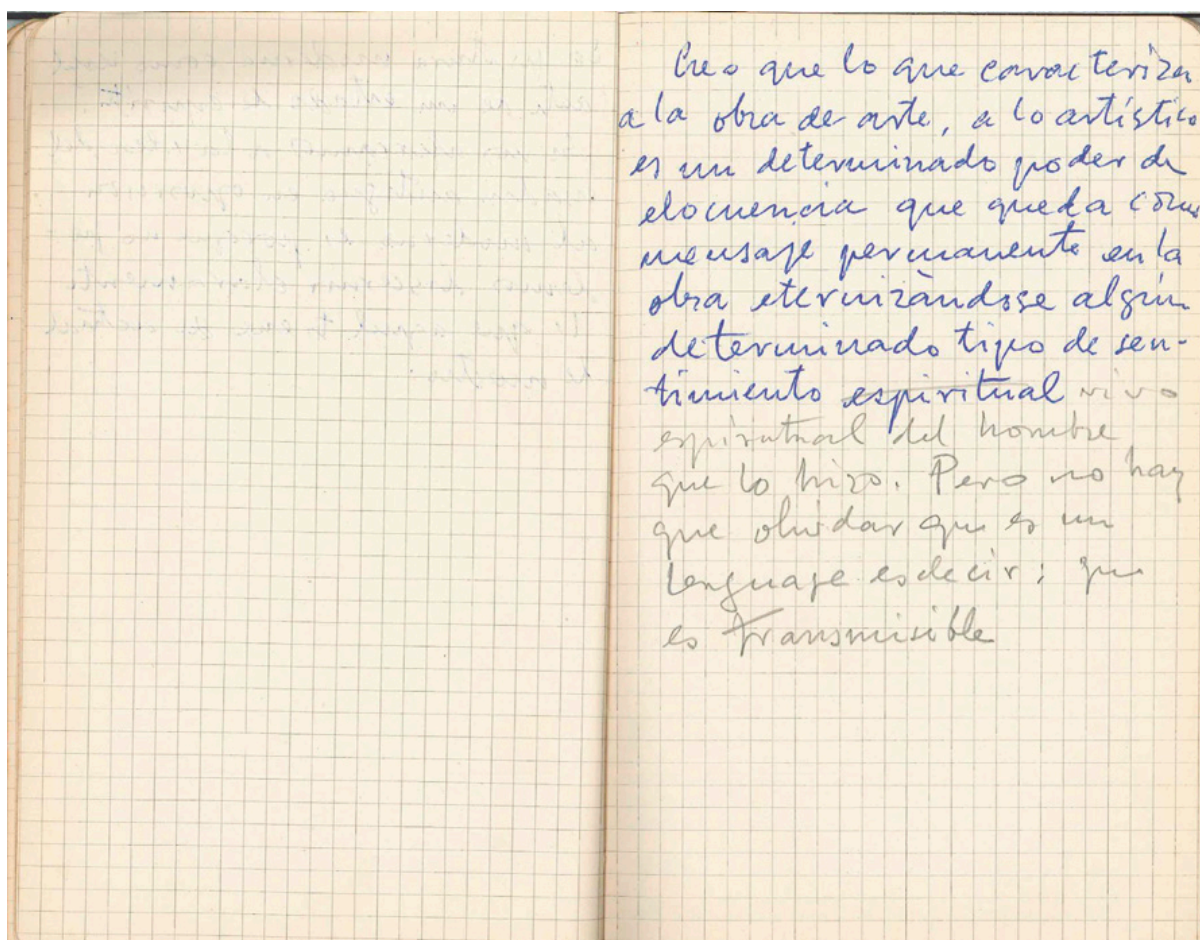 Creo que lo que caracteriza
a la obra de arte, a lo artístico
es un determinado poder de
elocuencia que queda como
mensaje permanente en la
obra eternizándose algún
determinado tipo de sen-
timiento espiritual vivo
espiritual del hombre
que lo hizo. Pero no hay
que olvidar que es un
Lenguaje es decir: que
es transmisible